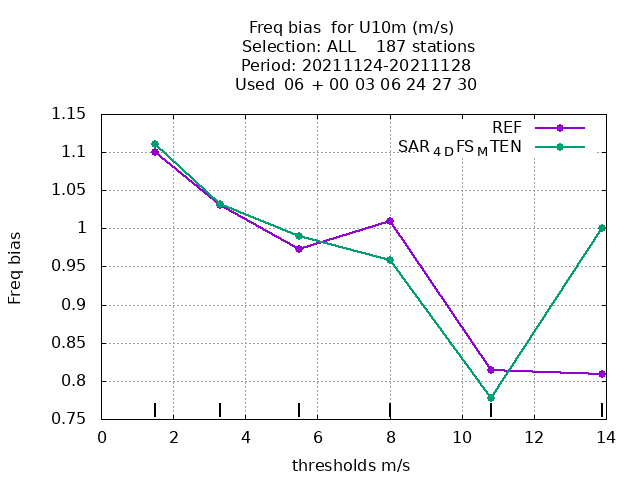 Freq bias  for U10m (m/s)
Selection: ALL    187 stations
Period: 20211124-20211128
Used  06 + 00 03 06 24 27 30
REF
SAR4DFSMTEN
1.15
1.1
1.05
1
0.95
0.9
0.85
0.8
0.75
Freq bias
0 2 4 6 8 10 12 14
thresholds m/s